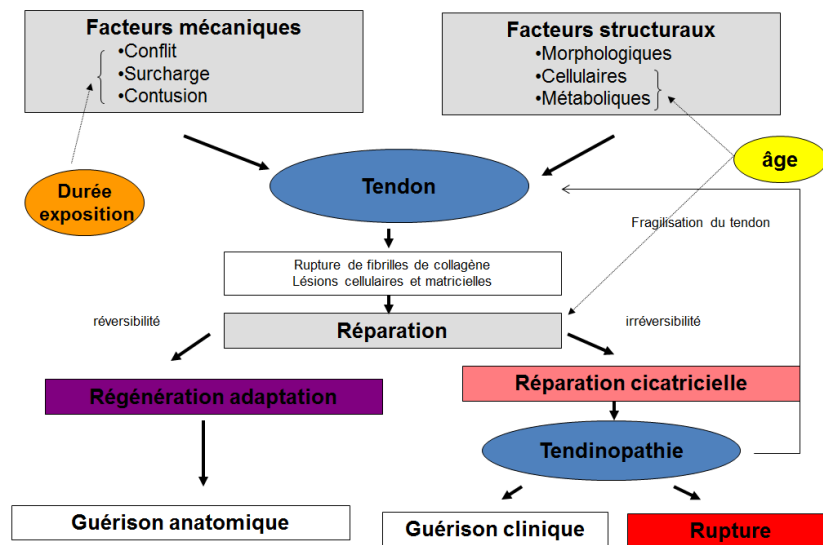 Facteurs mécaniques
•Conflit
•Surcharge
•Contusion
Facteurs structuraux
•Morphologiques
•Cellulaires
•Métaboliques
Durée
exposition
Tendon
âge
Fragilisation du tendon
Rupture de fibrilles de collagène
Lésions cellulaires et matricielles
réversibilité
Réparation
irréversibilité
Régénération adaptation
Réparation cicatricielle
Tendinopathie
Guérison anatomique
Guérison clinique
Rupture